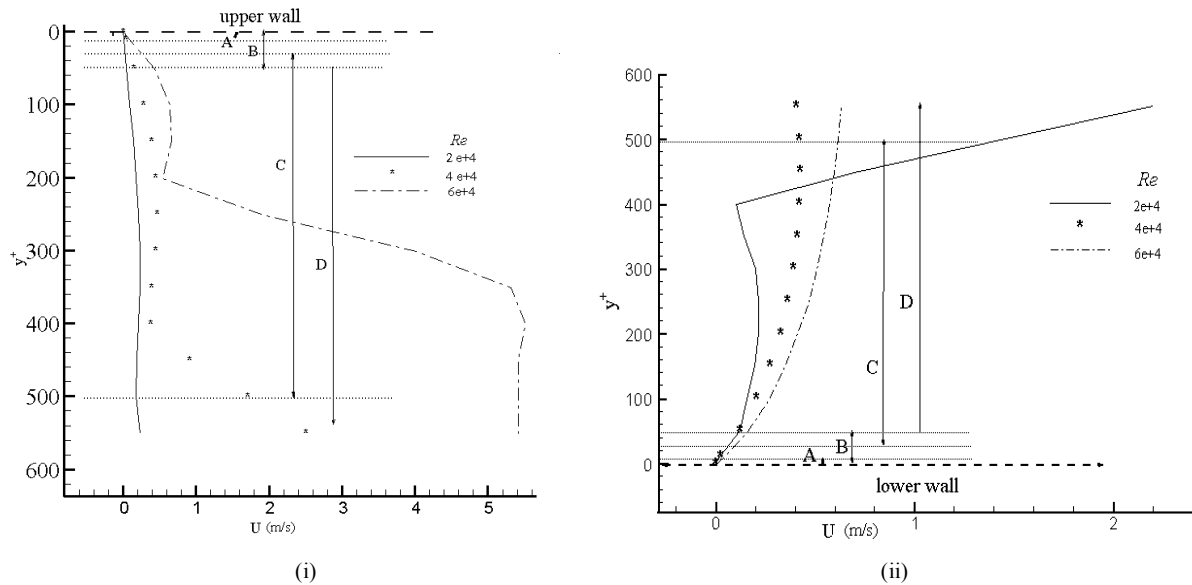 upper wall
0
100
200
300
400
500
600
y+
A
B
C
D
Re
2 e+4
* 4 e+4
6e+4
0 1 2 3 4 5
U (m/s)
(i)
600
500
400
300
200
100
0
y+
Re
2e+4
* 4e+4
6e+4
D
C
B
A
lower wall
0 1 2
U (m/s)
(ii)